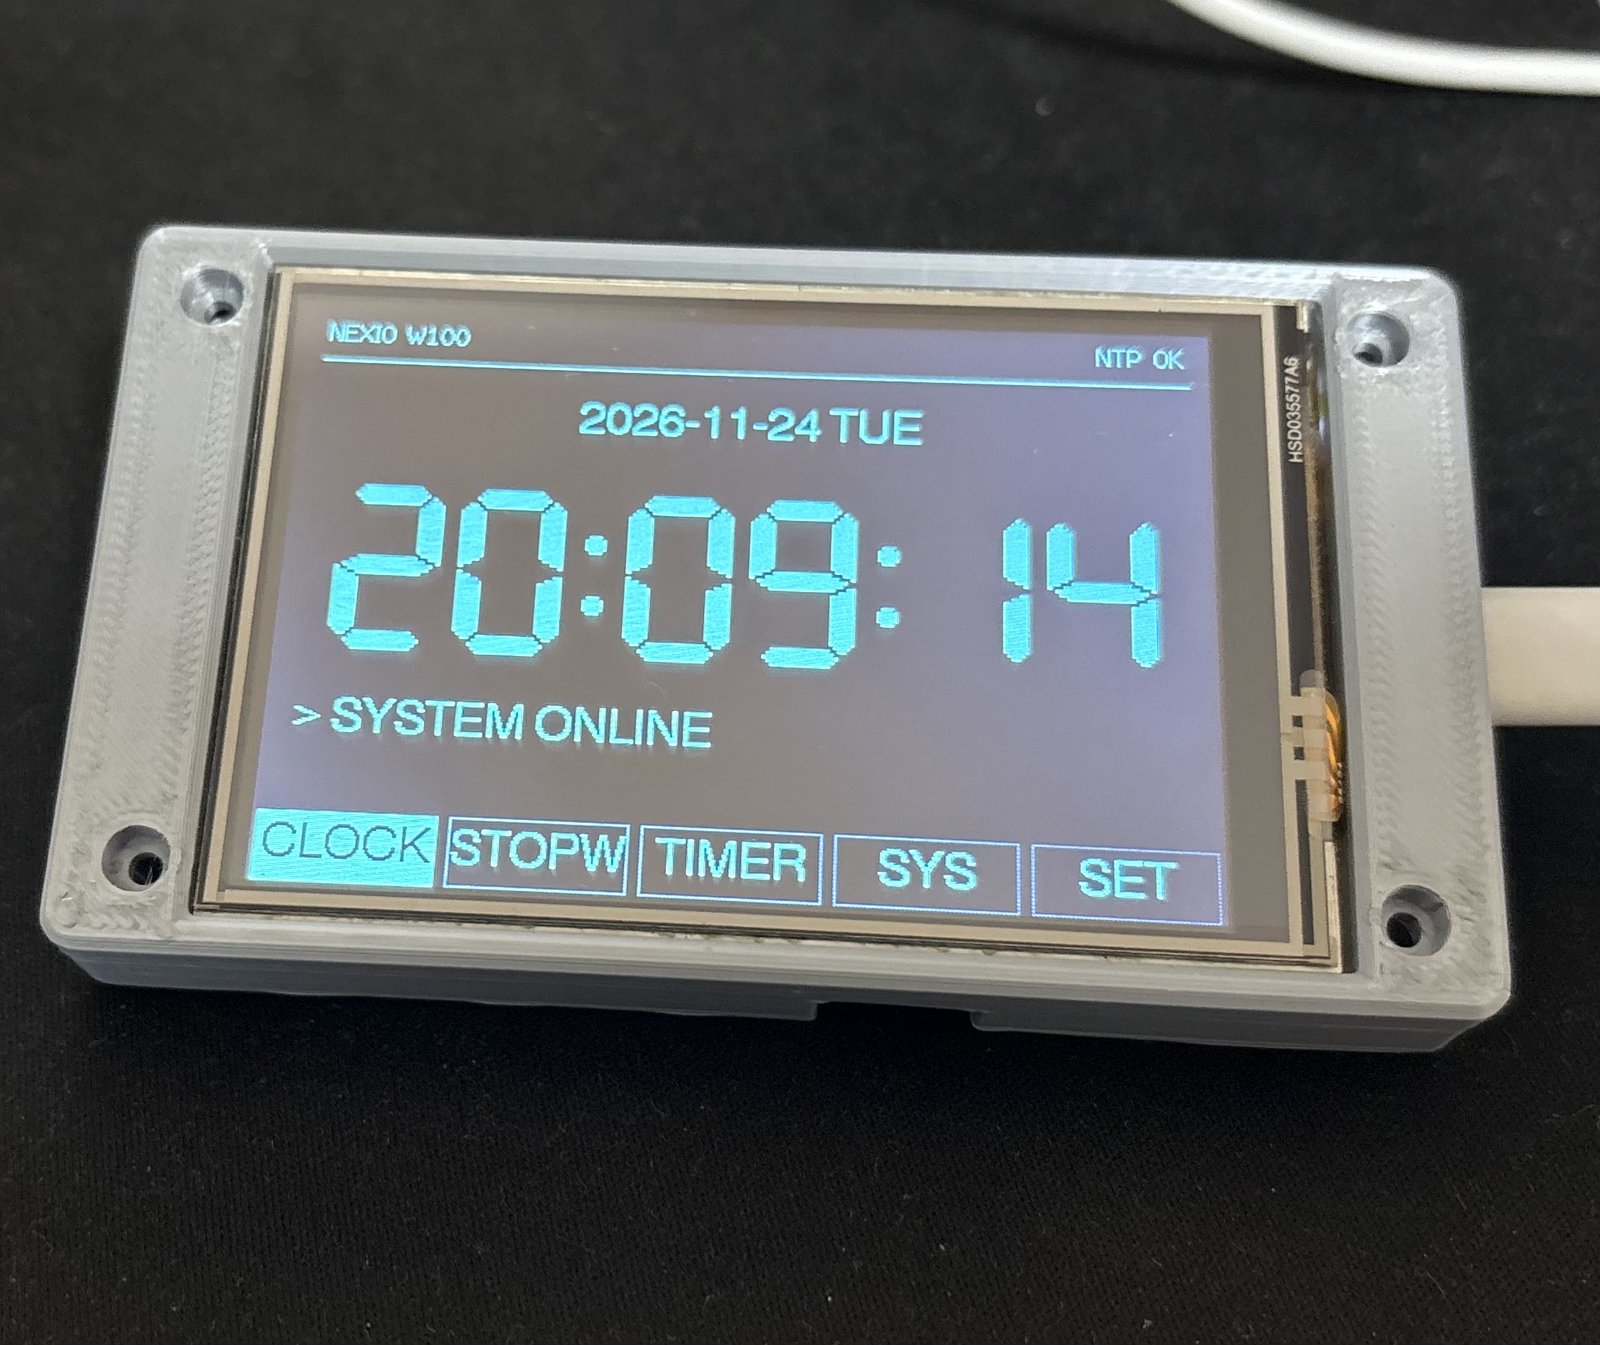 NEXIO W100
NTP OK
2026-11-24 TUE
20:09:14
> SYSTEM ONLINE
CLOCK STOPW TIMER SYS SET
HSD035577A6